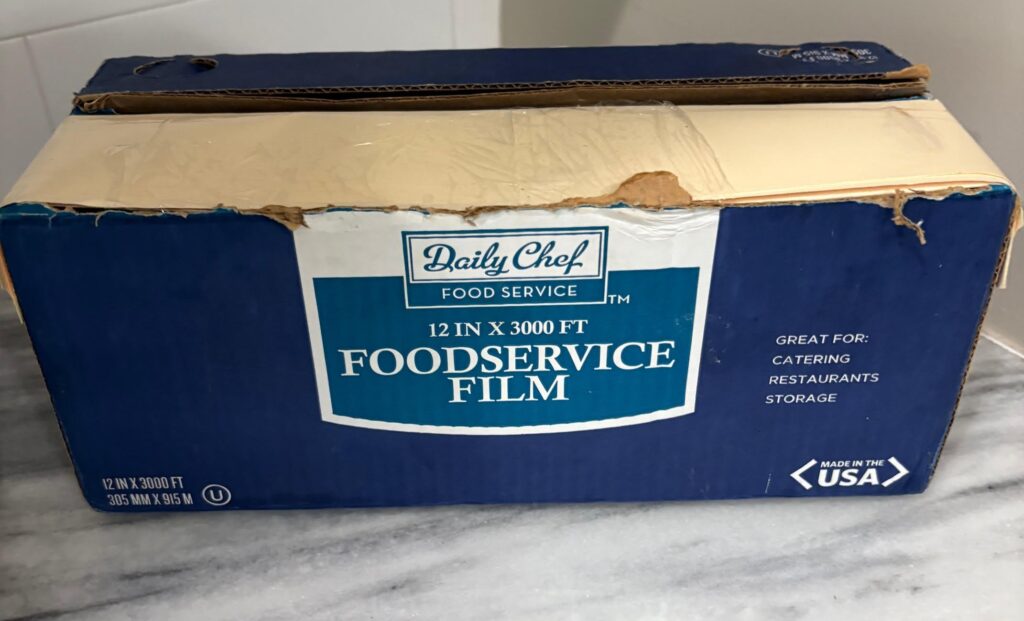 Daily Chef
FOOD SERVICE
TM
12 IN X 3000 FT
FOODSERVICE
FILM
GREAT FOR:
CATERING
RESTAURANTS
STORAGE
12 IN X 3000 FT
305 MM X 915 M
U
MADE IN THE
USA